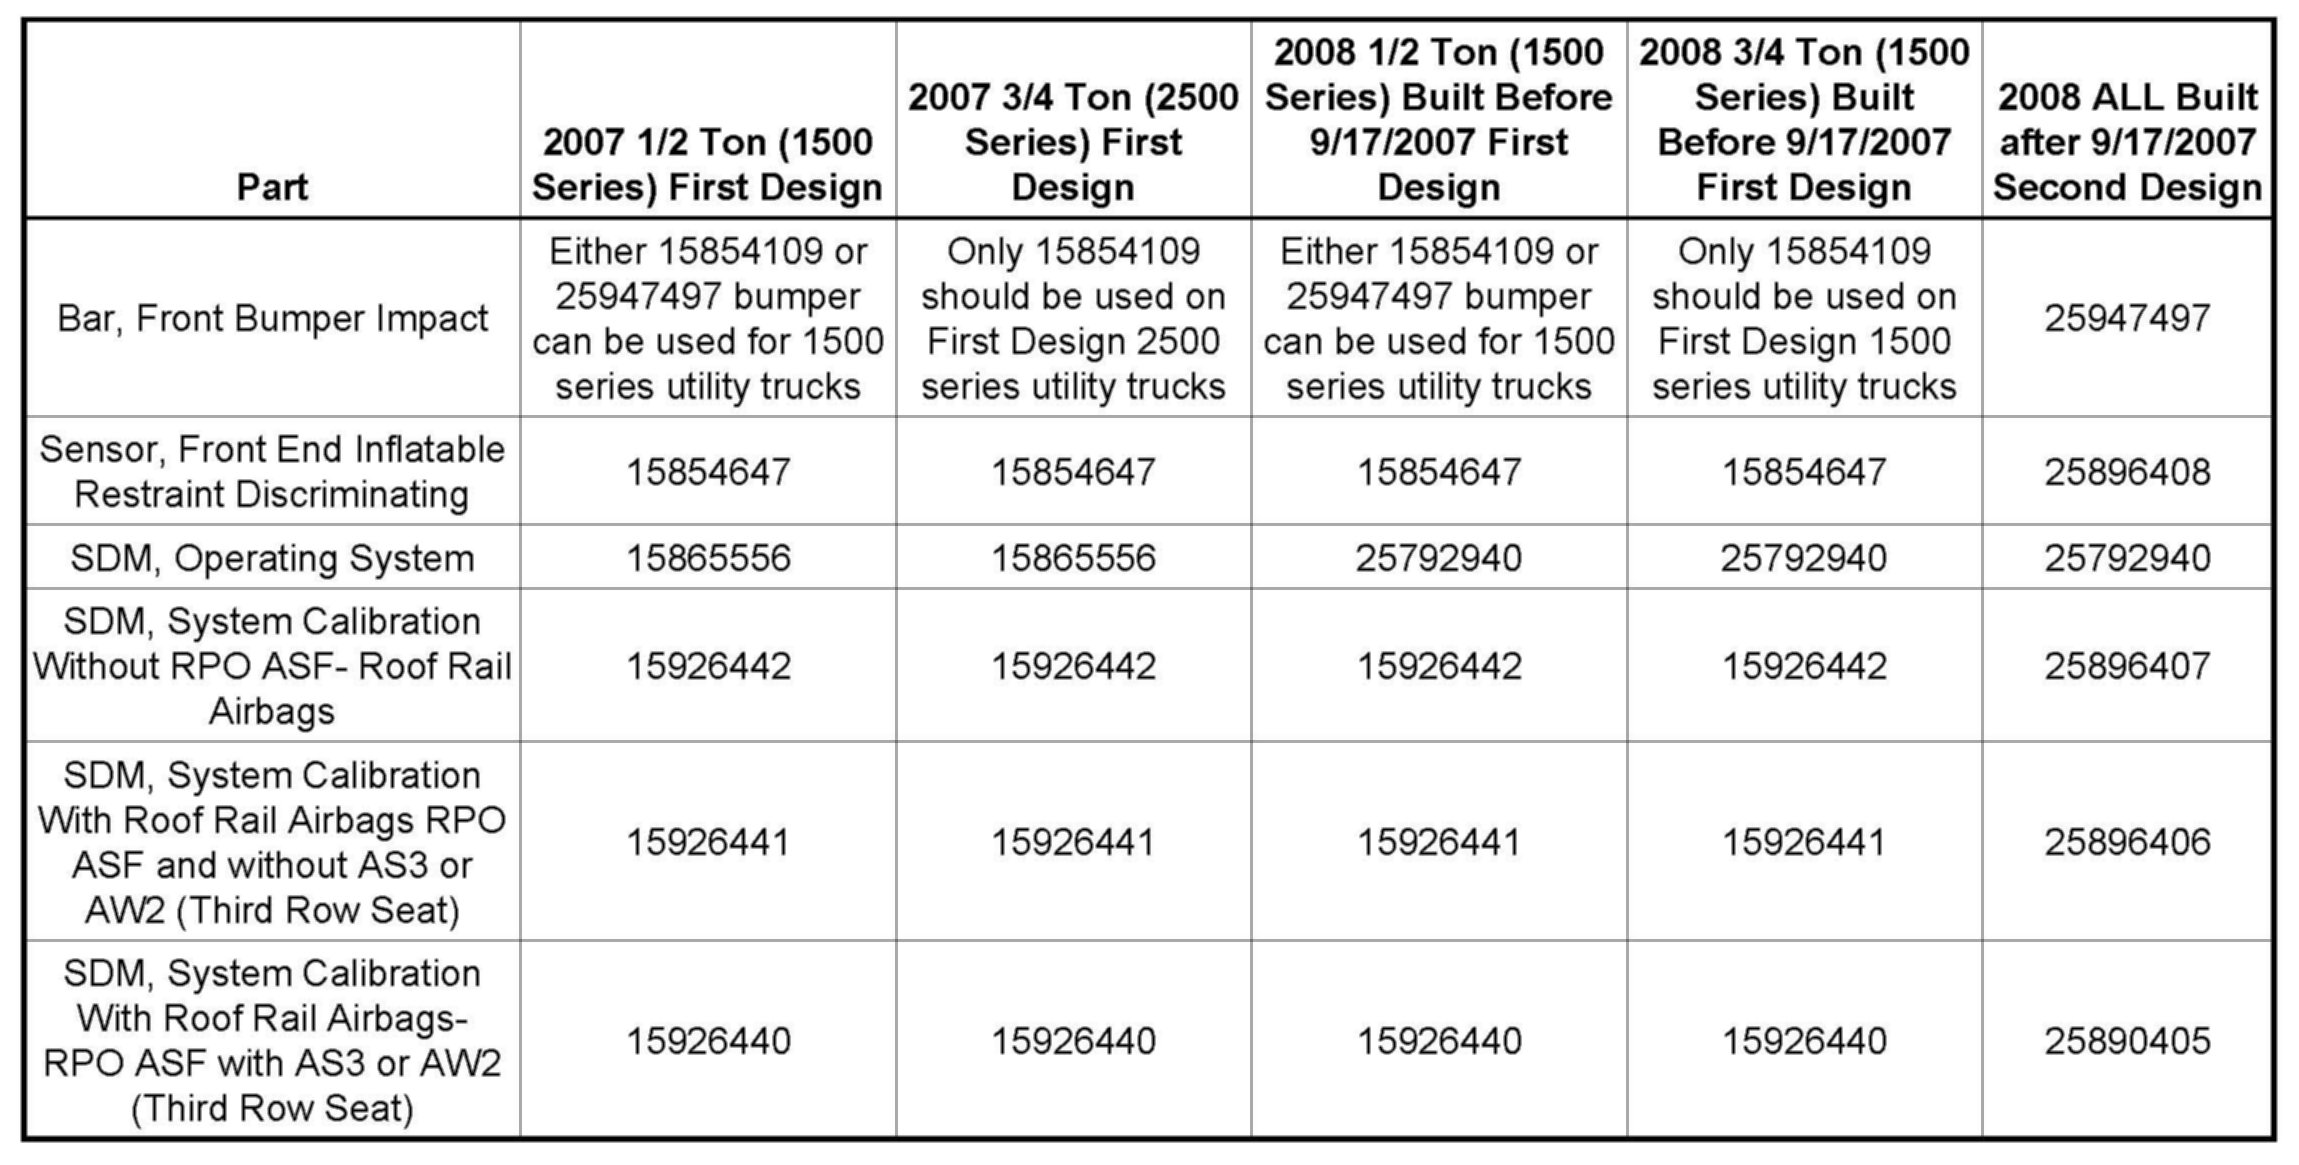 Part
2007 1/2 Ton (1500
Series) First Design
2007 3/4 Ton (2500
Series) First
Design
2008 1/2 Ton (1500
Series) Built Before
9/17/2007 First
Design
2008 3/4 Ton (1500
Series) Built
Before 9/17/2007
First Design
2008 ALL Built
after 9/17/2007
Second Design
Bar, Front Bumper Impact
Either 15854109 or
25947497 bumper
can be used for 1500
series utility trucks
Only 15854109
should be used on
First Design 2500
series utility trucks
Either 15854109 or
25947497 bumper
can be used for 1500
series utility trucks
Only 15854109
should be used on
First Design 1500
series utility trucks
25947497
Sensor, Front End Inflatable
Restraint Discriminating
15854647
15854647
15854647
15854647
25896408
SDM, Operating System
15865556
15865556
25792940
25792940
25792940
SDM, System Calibration
Without RPO ASF- Roof Rail
Airbags
15926442
15926442
15926442
15926442
25896407
SDM, System Calibration
With Roof Rail Airbags RPO
ASF and without AS3 or
AW2 (Third Row Seat)
15926441
15926441
15926441
15926441
25896406
SDM, System Calibration
With Roof Rail Airbags-
RPO ASF with AS3 or AW2
(Third Row Seat)
15926440
15926440
15926440
15926440
25890405